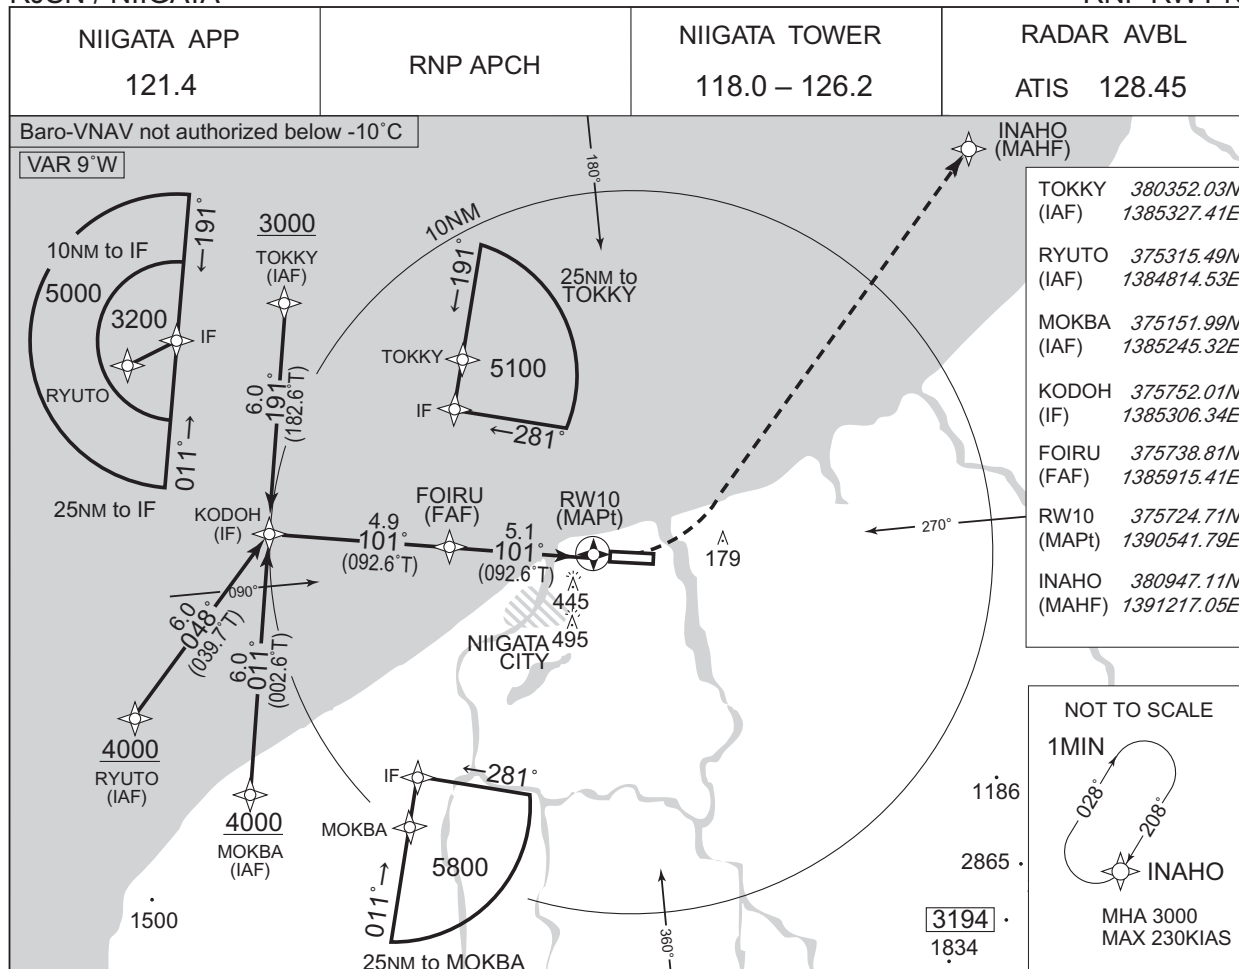 RJSN / NIIGATA
NIIGATA APP
121.4
RNP APCH
NIIGATA TOWER
118.0 – 126.2
RADAR AVBL
ATIS 128.45
Baro-VNAV not authorized below -10˚C
VAR 9˚W
INAHO
(MAHF)
180˚
10NM
←191˚
10NM to IF
5000
3200
IF
RYUTO
011˚→
25NM to IF
3000
TOKKY
(IAF)
6.0
191˚
(182.6˚T)
←191˚
25NM to
TOKKY
TOKKY
5100
IF
←281˚
KODOH
(IF)
4.9
101˚
(092.6˚T)
FOIRU
(FAF)
5.1
101˚
(092.6˚T)
RW10
(MAPt)
179
270˚
090˚
445
495
NIIGATA
CITY
6.0
048˚
(039.7˚T)
6.0
011˚
(002.6˚T)
4000
RYUTO
(IAF)
4000
MOKBA
(IAF)
IF
←281˚
MOKBA
5800
011˚→
25NM to MOKBA
1500
360˚
1186
2865
3194
1834
TOKKY 380352.03N
(IAF) 1385327.41E
RYUTO 375315.49N
(IAF) 1384814.53E
MOKBA 375151.99N
(IAF) 1385245.32E
KODOH 375752.01N
(IF) 1385306.34E
FOIRU 375738.81N
(FAF) 1385915.41E
RW10 375724.71N
(MAPt) 1390541.79E
INAHO 380947.11N
(MAHF) 1391217.05E
NOT TO SCALE
1MIN
028˚
208˚
INAHO
MHA 3000
MAX 230KIAS